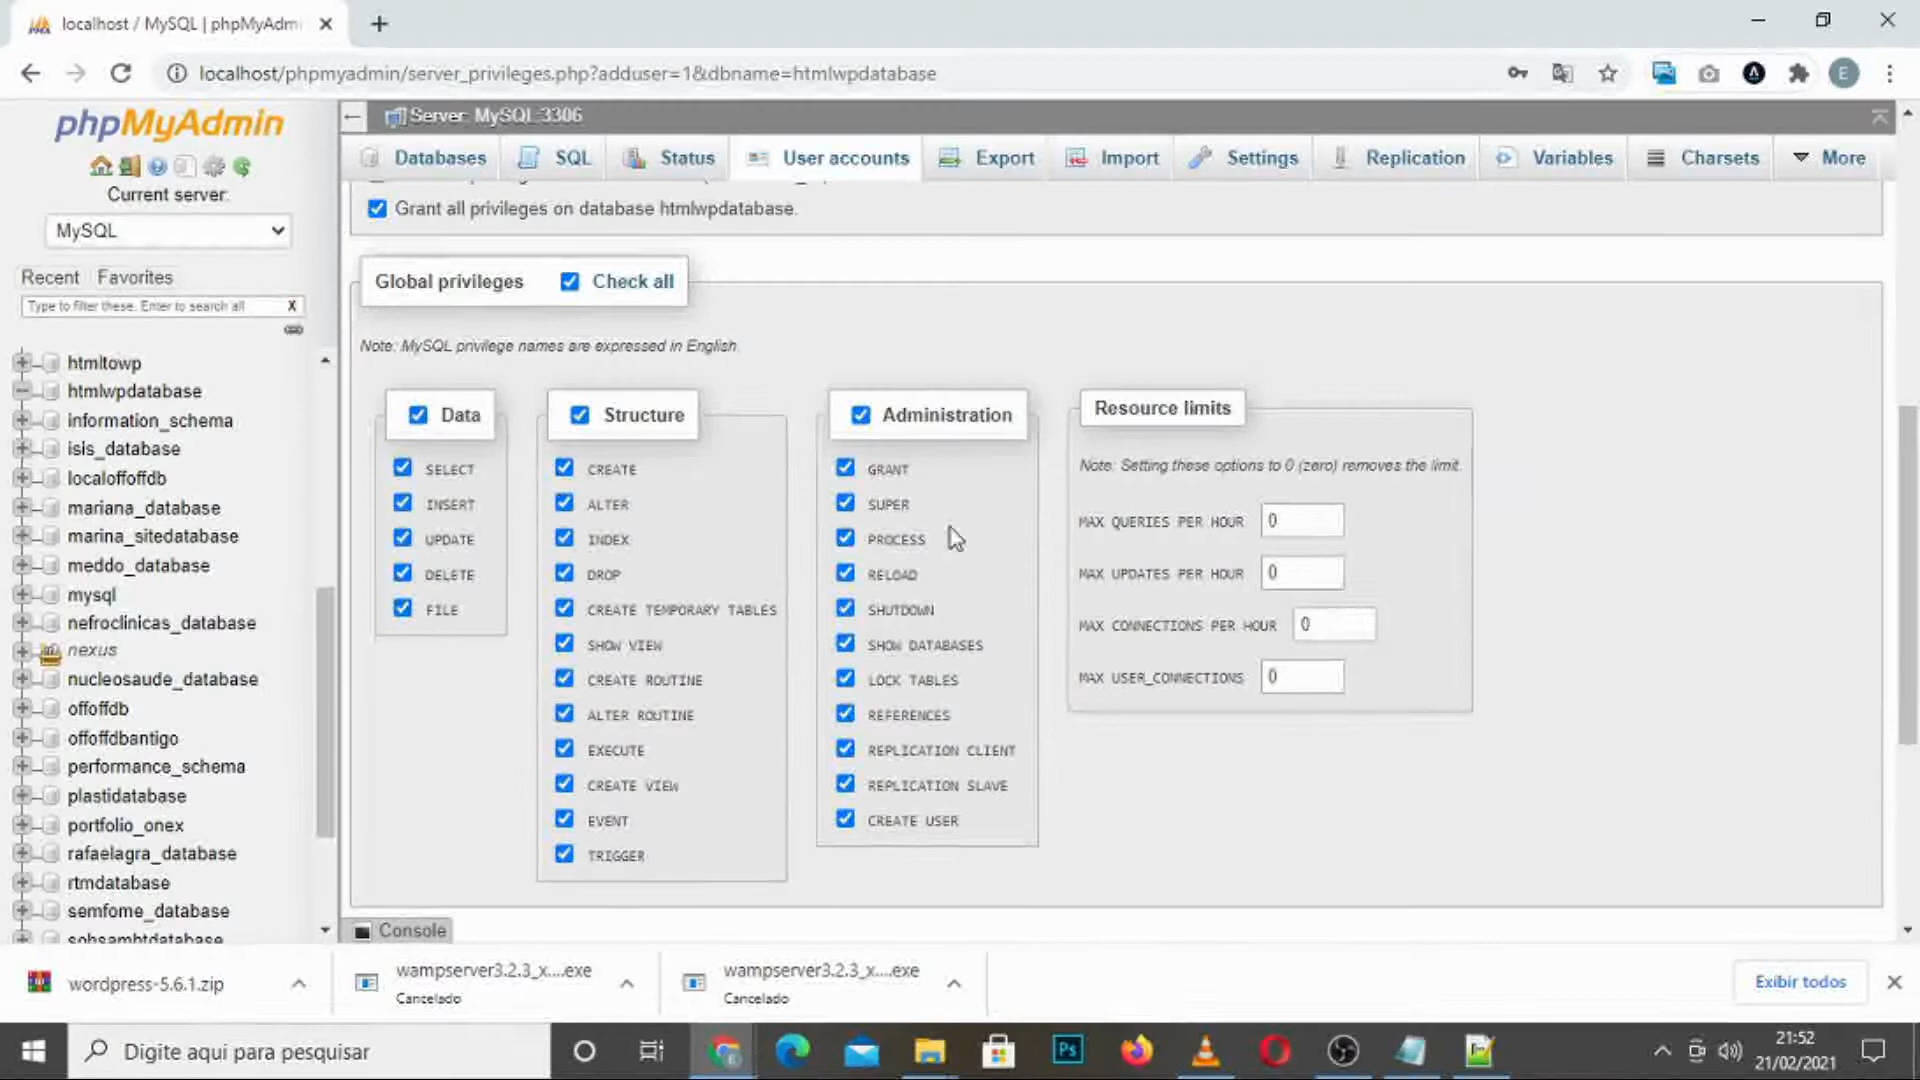 localhost / MySQL | phpMyAdm
localhost/phpmyadmin/server_privileges.php?adduser=1&dbname=htmlwpdatabase
E
phpMyAdmin
Current server:
MySQL
Recent Favorites
Type to filter these. Enter to search all X
htmltowp
htmlwpdatabase
information_schema
isis_database
localoffoffdb
mariana_database
marina_sitedatabase
meddo_database
mysql
nefroclinicas_database
nexus
nucleosaude_database
offoffdb
offoffdbantigo
performance_schema
plastidatabase
portfolio_onex
rafaelagra_database
rtmdatabase
semfome_database
Server: MySQL:3306
Databases SQL Status User accounts Export Import Settings Replication Variables Charsets More
Grant all privileges on database htmlwpdatabase.
Global privileges Check all
Note: MySQL privilege names are expressed in English.
Data
SELECT
INSERT
UPDATE
DELETE
FILE
Structure
CREATE
ALTER
INDEX
DROP
CREATE TEMPORARY TABLES
SHOW VIEW
CREATE ROUTINE
ALTER ROUTINE
EXECUTE
CREATE VIEW
EVENT
TRIGGER
Administration
GRANT
SUPER
PROCESS
RELOAD
SHUTDOWN
SHOW DATABASES
LOCK TABLES
REFERENCES
REPLICATION CLIENT
REPLICATION SLAVE
CREATE USER
Resource limits
Note: Setting these options to 0 (zero) removes the limit.
MAX QUERIES PER HOUR 0
MAX UPDATES PER HOUR 0
MAX CONNECTIONS PER HOUR 0
MAX USER_CONNECTIONS 0
Console
wordpress-5.6.1.zip
wampserver3.2.3_x....exe
Cancelado
wampserver3.2.3_x....exe
Cancelado
Exibir todos
Digite aqui para pesquisar
Ps
21:52
21/02/2021